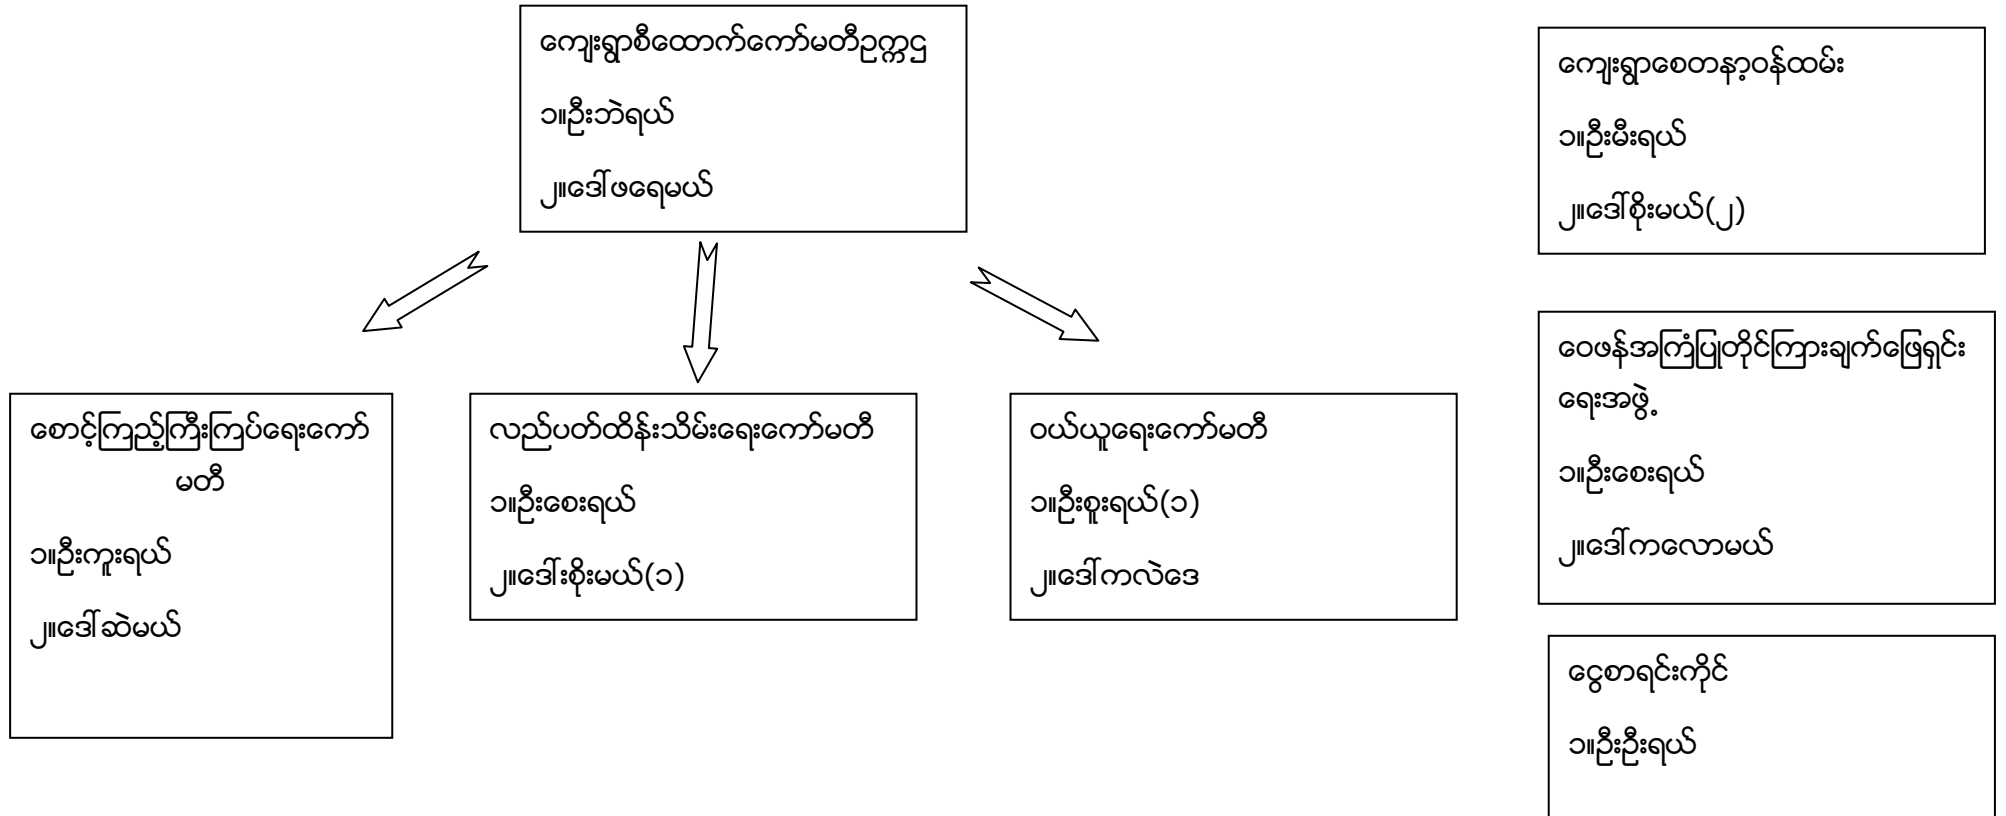 ကျေးရွာစီထောက်ကော်မတီဥက္ကဌ
၁။ဦးဘဲရယ်
၂။ဒေါ်ဖရေမယ်
ကျေးရွာစေတနာ့ဝန်ထမ်း
၁။ဦးမီးရယ်
၂။ဒေါ်စိုးမယ်(၂)
စောင့်ကြည့်ကြီးကြပ်ရေးကော်
မတီ
၁။ဦးကူးရယ်
၂။ဒေါ်ဆဲမယ်
လည်ပတ်ထိန်းသိမ်းရေးကော်မတီ
၁။ဦးစေးရယ်
၂။ဒေါ်းစိုးမယ်(၁)
ဝယ်ယူရေးကော်မတီ
၁။ဦးစူးရယ်(၁)
၂။ဒေါ်ကလဲဒေ
ဝေဖန်အကြံပြုတိုင်ကြားချက်ဖြေရှင်း
ရေးအဖွဲ့
၁။ဦးစေးရယ်
၂။ဒေါ်ကလောမယ်
ငွေစာရင်းကိုင်
၁။ဦးဦးရယ်